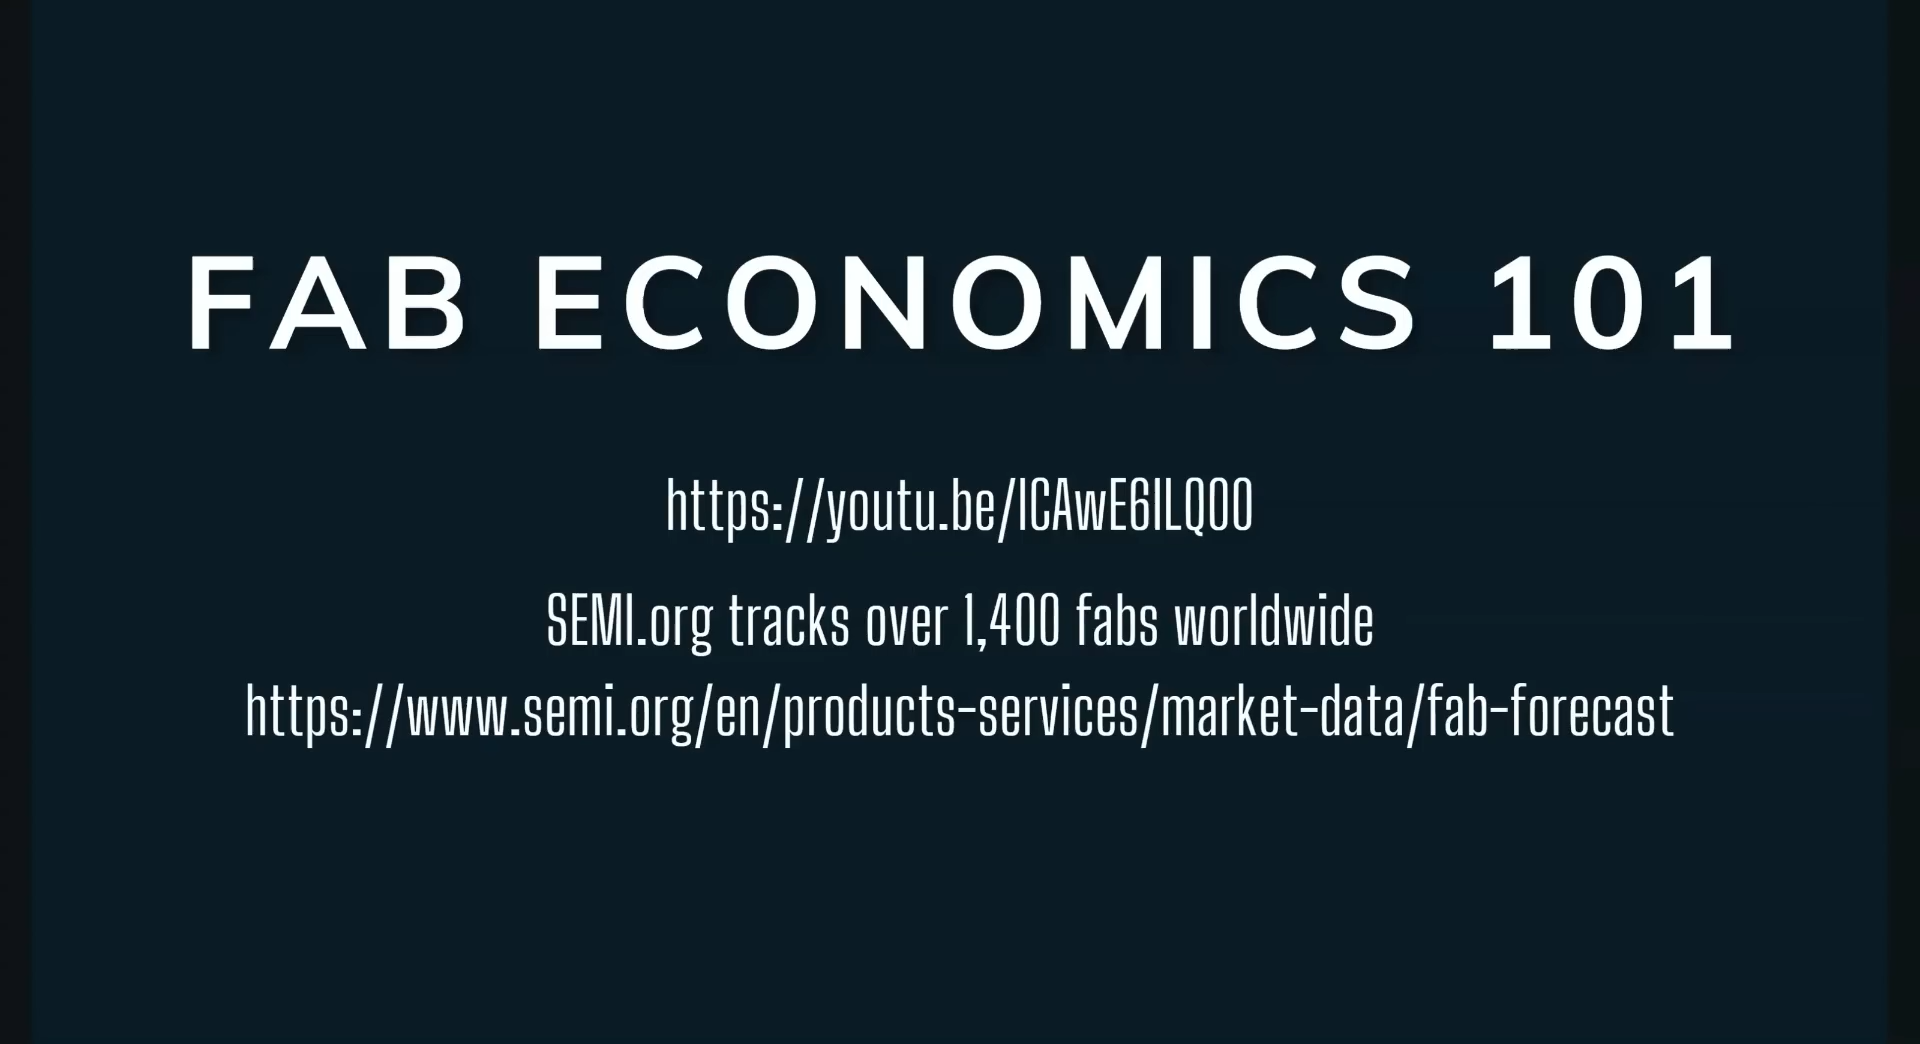 FAB ECONOMICS 101
https://youtu.be/ICAwE6ILQ00
SEMI.org tracks over 1,400 fabs worldwide
https://www.semi.org/en/products-services/market-data/fab-forecast